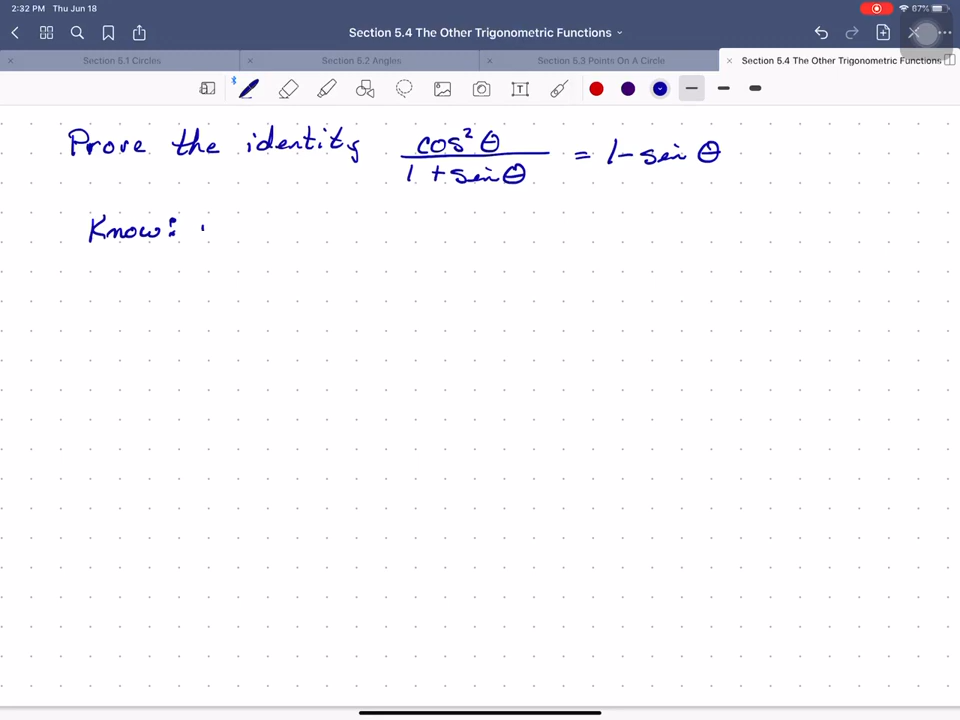 2:32 PM Thu Jun 18 67%
Section 5.4 The Other Trigonometric Functions
Section 5.1 Circles Section 5.2 Angles Section 5.3 Points On A Circle Section 5.4 The Other Trigonometric Functions
Prove the identity cos² θ / 1 + sin θ = 1 - sin θ
Know: